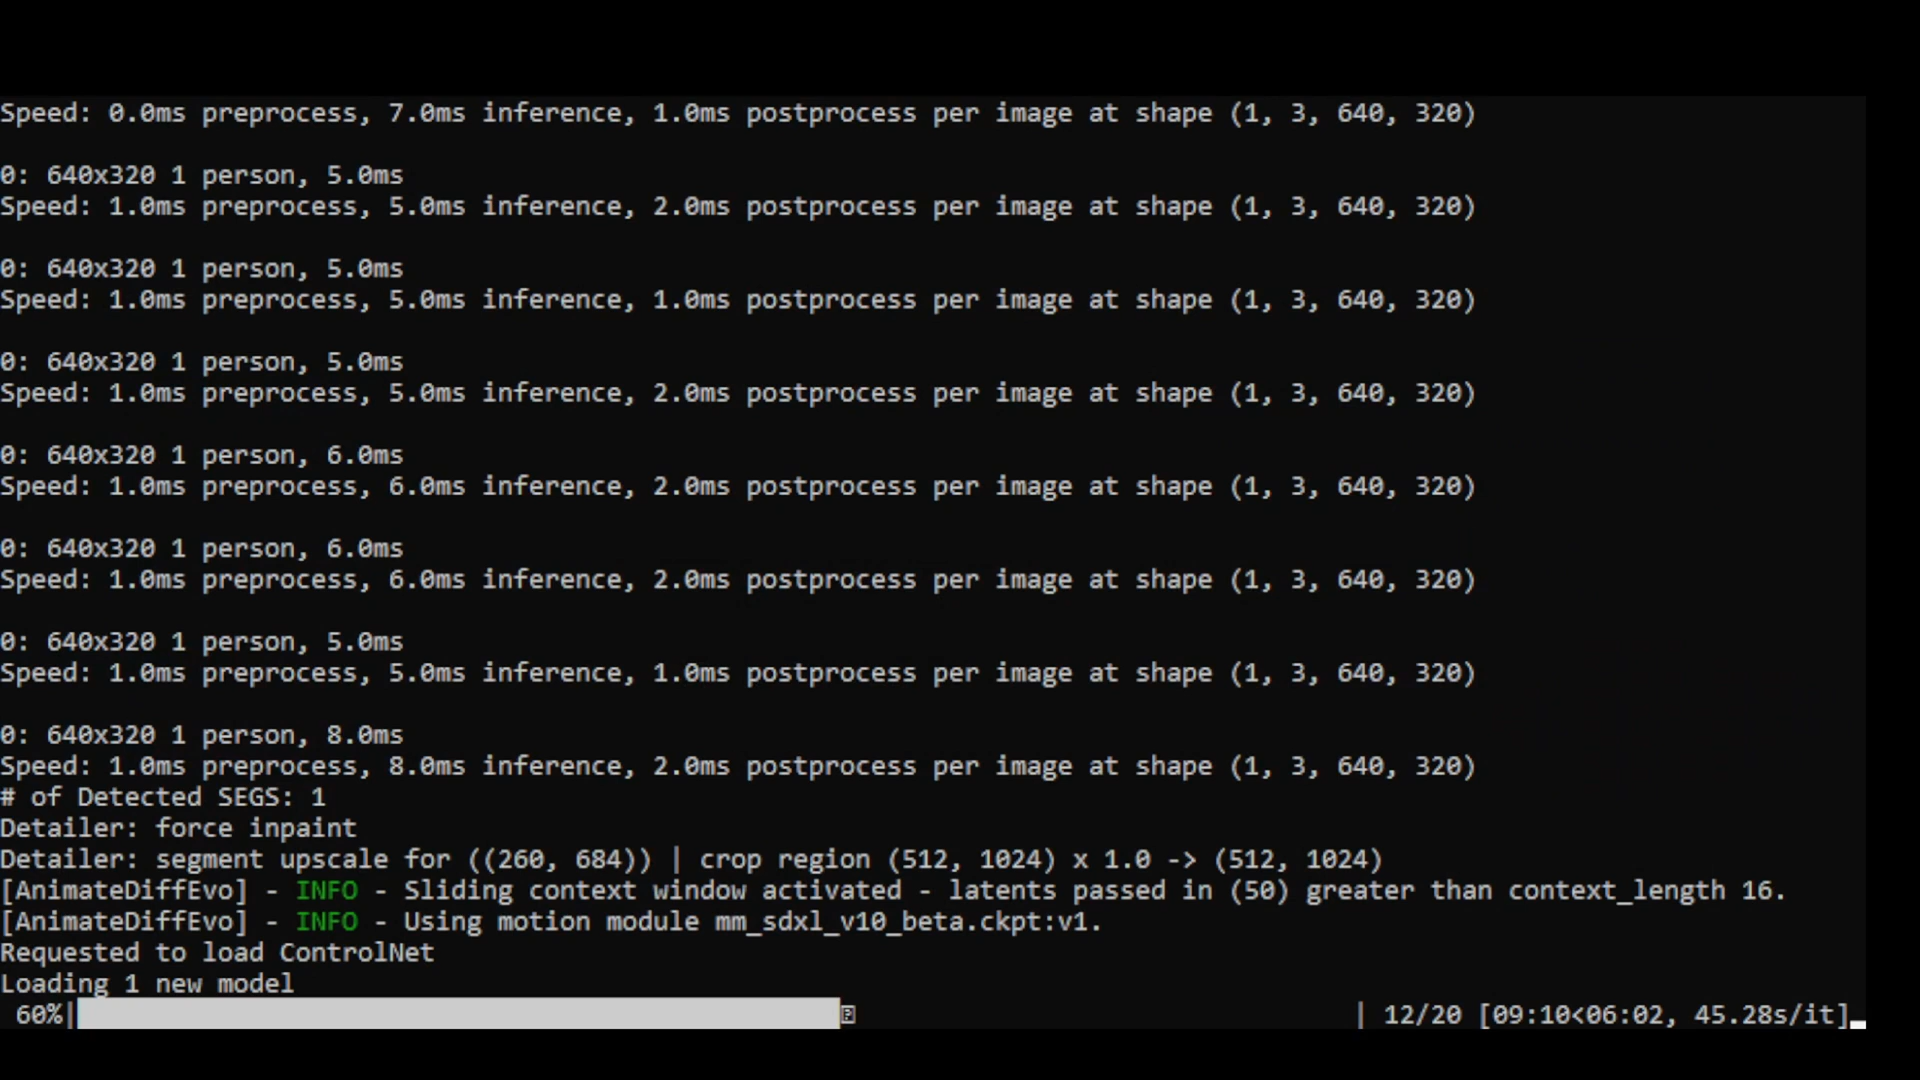 Speed: 0.0ms preprocess, 7.0ms inference, 1.0ms postprocess per image at shape (1, 3, 640, 320)
0: 640x320 1 person, 5.0ms
Speed: 1.0ms preprocess, 5.0ms inference, 2.0ms postprocess per image at shape (1, 3, 640, 320)
0: 640x320 1 person, 5.0ms
Speed: 1.0ms preprocess, 5.0ms inference, 1.0ms postprocess per image at shape (1, 3, 640, 320)
0: 640x320 1 person, 5.0ms
Speed: 1.0ms preprocess, 5.0ms inference, 2.0ms postprocess per image at shape (1, 3, 640, 320)
0: 640x320 1 person, 6.0ms
Speed: 1.0ms preprocess, 6.0ms inference, 2.0ms postprocess per image at shape (1, 3, 640, 320)
0: 640x320 1 person, 6.0ms
Speed: 1.0ms preprocess, 6.0ms inference, 2.0ms postprocess per image at shape (1, 3, 640, 320)
0: 640x320 1 person, 5.0ms
Speed: 1.0ms preprocess, 5.0ms inference, 1.0ms postprocess per image at shape (1, 3, 640, 320)
0: 640x320 1 person, 8.0ms
Speed: 1.0ms preprocess, 8.0ms inference, 2.0ms postprocess per image at shape (1, 3, 640, 320)
# of Detected SEGS: 1
Detailer: force inpaint
Detailer: segment upscale for ((260, 684)) | crop region (512, 1024) x 1.0 -> (512, 1024)
[AnimateDiffEvo] - INFO - Sliding context window activated - latents passed in (50) greater than context_length 16.
[AnimateDiffEvo] - INFO - Using motion module mm_sdxl_v10_beta.ckpt:v1.
Requested to load ControlNet
Loading 1 new model
60%| | 12/20 [09:10<06:02, 45.28s/it]